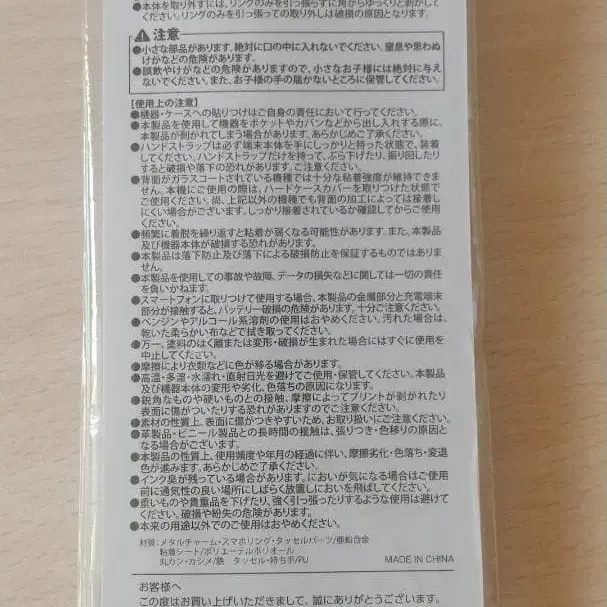 ●本体を取り外すには、リングのみを引っ張らずに角からゆっくりと剥がして
ください。リングのみを引っ張っての取り外しは破損の原因となります。
⚠注意
●小さな部品があります。絶対に口の中に入れないでください。窒息や思わぬ
けがなどの危険があります。
●誤飲やけがなどの危険がありますので、小さなお子様には絶対に与え
ないでください。また、お子様の手の届かないところに保管してください。
【使用上の注意】
●機器・ケースへの貼りつけはご自身の責任において行ってください。
●本製品を使用して機器をポケットやカバンなどから出し入れする際に、
本製品が剥がれてしまう場合があります。あらかじめご了承ください。
●ハンドストラップは必ず端末本体を手にしっかりと持った状態で、装着
してください。ハンドストラップだけを持って、ぶら下げたり、振り回したり
すると破損や落下の恐れがあります。ご注意ください。
●背面がガラスコートされている機種では十分な粘着強度が維持できま
せん。本機にご使用の際は、ハードケースカバーを取りつけた状態で
ご使用ください。尚、上記以外の機種でも背面の加工によっては接着し
にくい場合がございます。しっかり接着されているか確認してからご使用
ください。
●頻繁に着脱を繰り返すと粘着が弱くなる可能性があります。また、本製品
及び機器本体が破損する恐れがあります。
●本製品は落下防止及び落下による破損防止を保証するものではありま
せん。
●本製品を使用しての事故や故障、データの損失などに関しては一切の責任
を負いかねます。
●スマートフォンに取りつけて使用する場合、本製品の金属部分と充電端末
部分が接触すると、バッテリー破損の危険があります。十分ご注意ください。
●ベンジンやアルコール系溶剤の使用はおやめください。汚れた場合は、
乾いた柔らかい布などで拭き取ってください。
●万一、塗料のはく離または変形・破損が生まれた場合にはすぐに使用を
中止してください。
●摩擦により衣類などに色が移る場合があります。
●高温・多湿・水濡れ・直射日光を避けてご使用・保管してください。本製品
及び機器本体の変形や劣化、色落ちの原因になります。
●鋭角なものや硬いものとの接触、摩擦によってプリントが剥がれたり
表面に傷がついたりする恐れがありますのでご注意ください。
●素材の性質上、表面に傷がつきやすいため、お取り扱いにご注意ください。
●革製品・ビニール製品との長時間の接触は、張りつき・色移りの原因と
なる場合がございます。
●本製品の性質上、使用頻度や年月の経過に伴い、摩擦劣化・色落ち・変退
色が進みます。あらかじめご了承ください。
●インク臭が残っている場合があります。においが気になる場合はご使用
前に通気性の良い場所にしばらく放置しにおいを飛ばしてください。
●重いものや貴重品を下げたり、強く引っ張ったりするような使用は避けて
ください。破損や紛失の危険があります。
●本来の用途以外でのご使用はおやめください。
材質:メタルチャーム・スマホリング・タッセルパーツ/亜鉛合金
粘着シート/ポリエーテルポリオール
丸カン・カシメ/鉄 タッセル・持ち手/PU MADE IN CHINA
お客様へ
この度はお買い上げいただきまして、誠にありがとうございます。